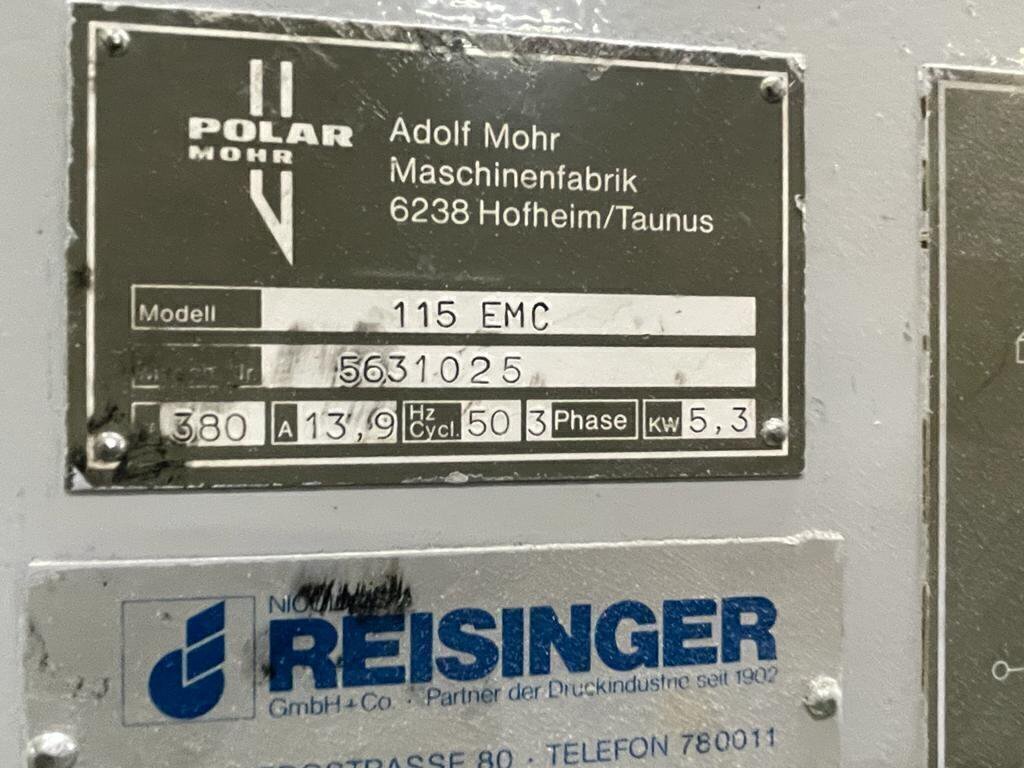 POLAR
MOHR
Adolf Mohr
Maschinenfabrik
6238 Hofheim/Taunus
Modell 115 EMC
5631025
380 A 13,9 Hz Cycl. 50 3 Phase KW 5,3
REISINGER
GmbH + Co. · Partner der Druckindustrie seit 1902
80 · TELEFON 780011